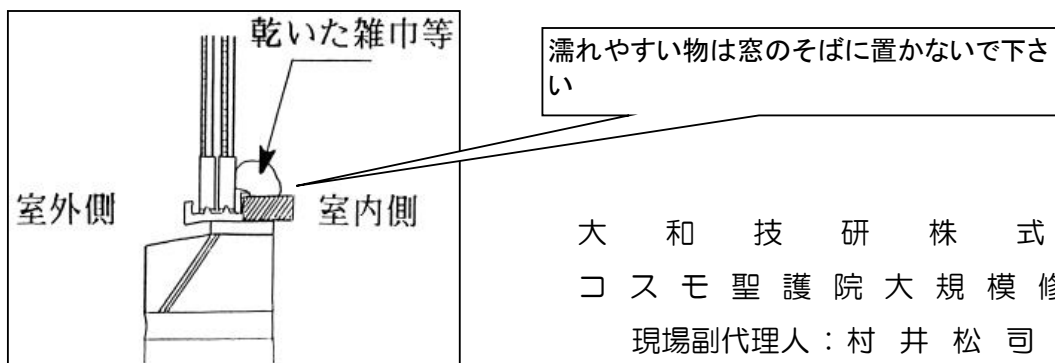 乾いた雑巾等
濡れやすい物は窓のそばに置かないで下さ
い
室外側
室内側
大和技研株式
コスモ聖護院大規模修
現場副代理人：村井松司